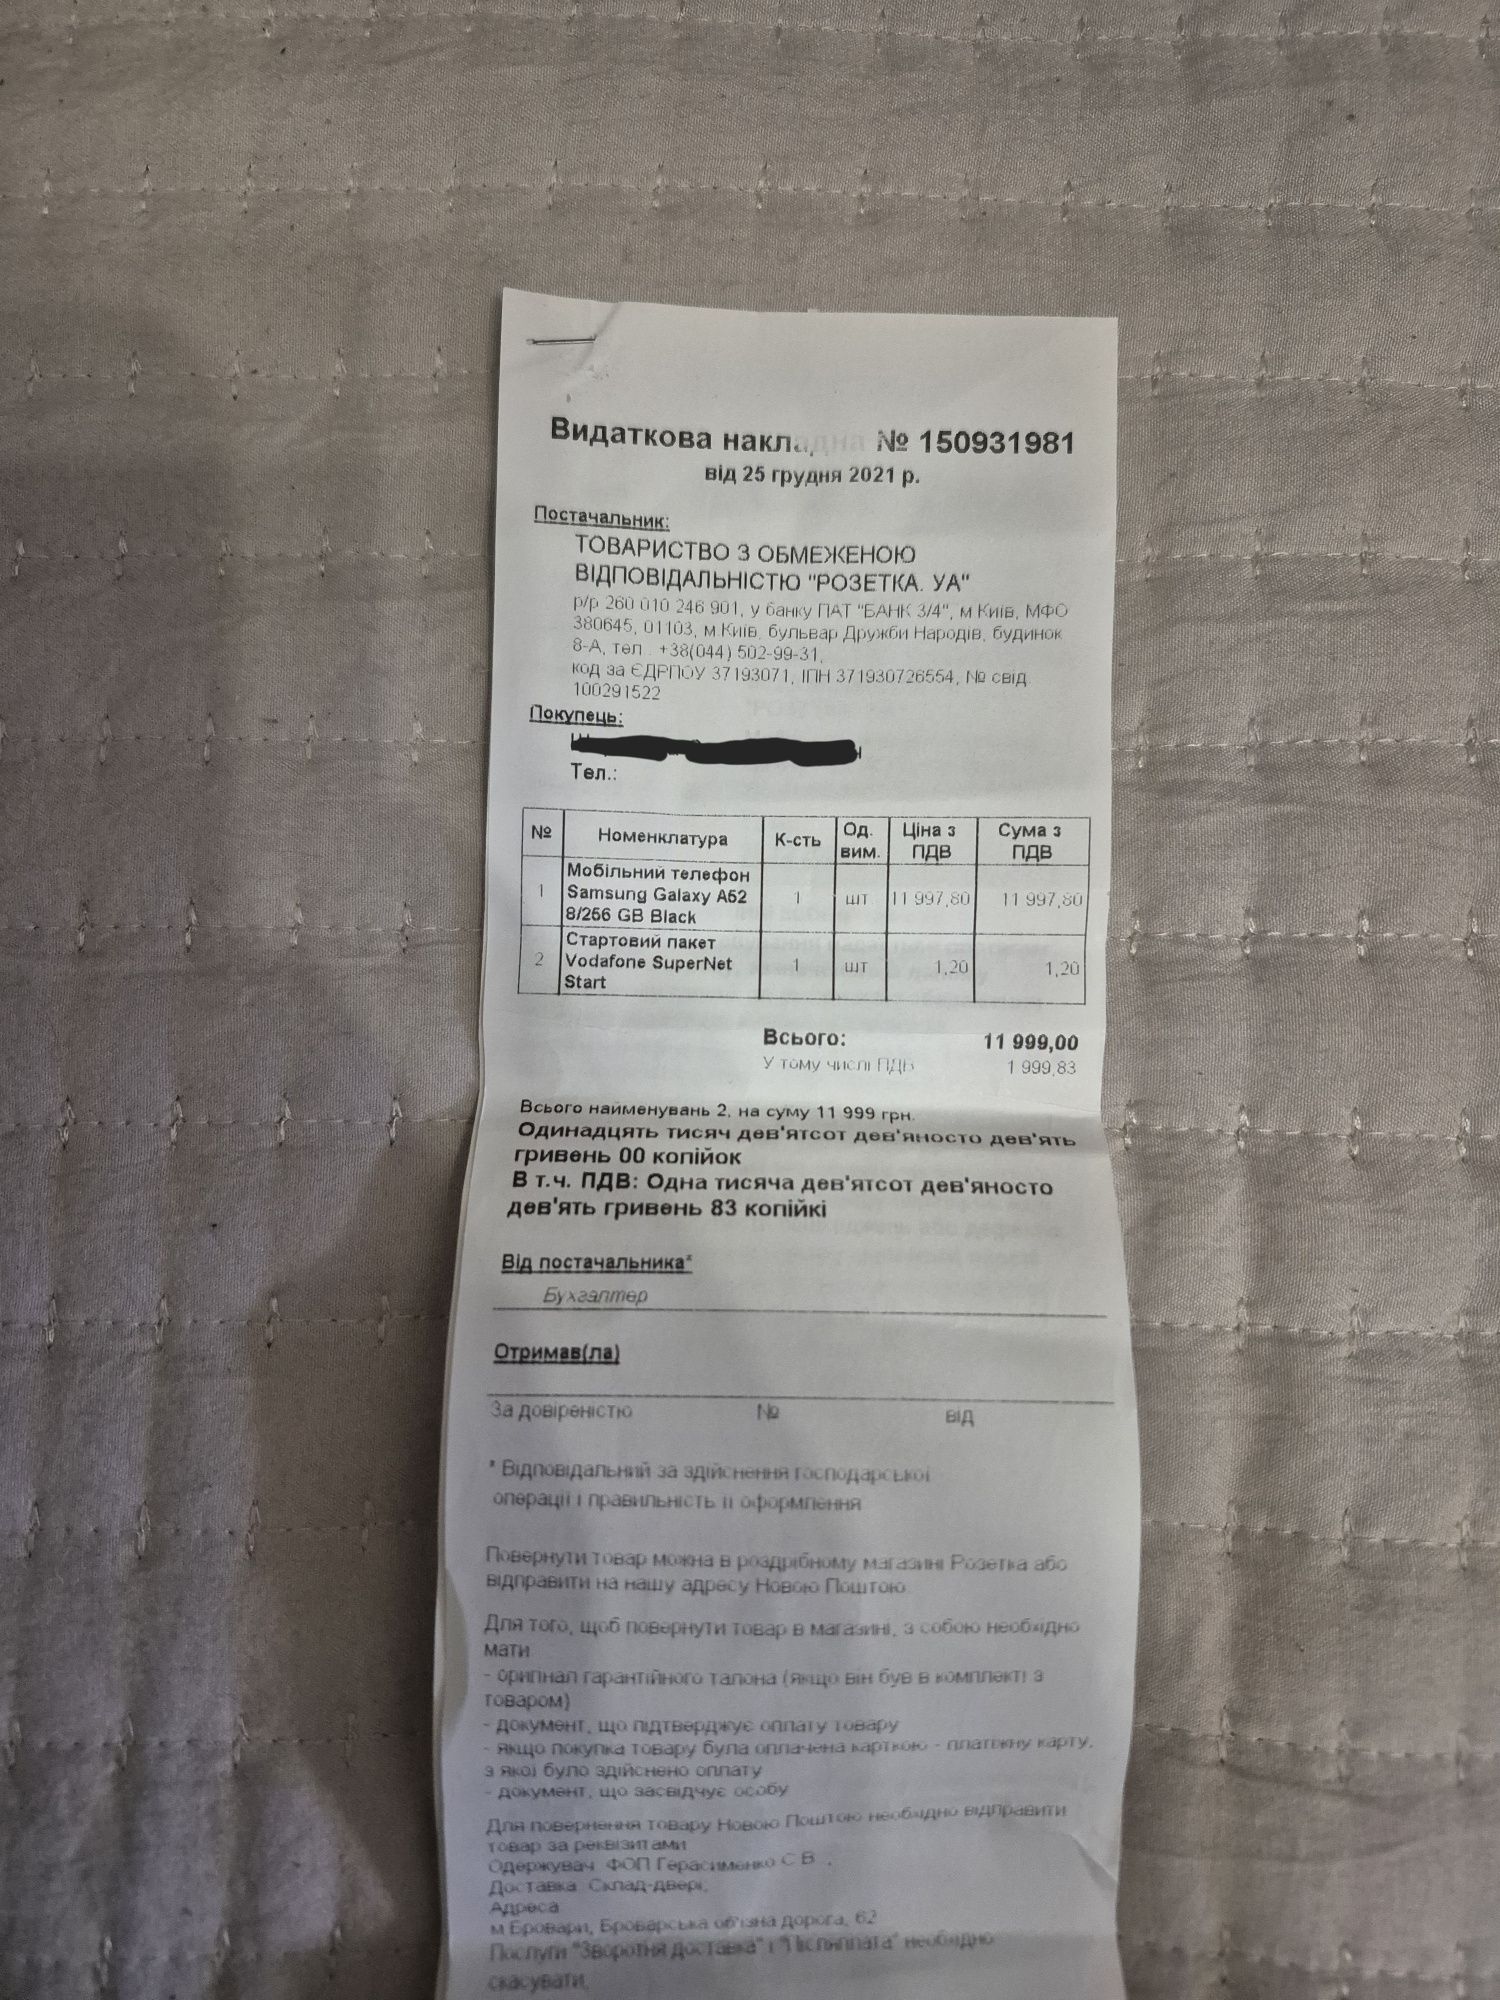 Видаткова накладна № 150931981
від 25 грудня 2021 р.
Постачальник:
ТОВАРИСТВО З ОБМЕЖЕНОЮ
ВІДПОВІДАЛЬНІСТЮ "РОЗЕТКА. УА"
р/р 260 010 246 901, у банку ПАТ "БАНК 3/4", м Київ, МФО
380645, 01103, м.Київ, бульвар Дружби Народів, будинок
8-А, тел.: +38(044) 502-99-31,
код за ЄДРПОУ 37193071, ІПН 371930726554, № свід.
100291522
Покупець:
Тел.:
№ Номенклатура К-сть Од. вим. Ціна з ПДВ Сума з ПДВ
1 Мобільний телефон Samsung Galaxy A52 8/256 GB Black 1 шт 11 997,80 11 997,80
2 Стартовий пакет Vodafone SuperNet Start 1 шт 1,20 1,20
Всього: 11 999,00
У тому числі ПДВ 1 999,83
Всього найменувань 2, на суму 11 999 грн.
Одинадцять тисяч дев'ятсот дев'яносто дев'ять
гривень 00 копійок
В т.ч. ПДВ: Одна тисяча дев'ятсот дев'яносто
дев'ять гривень 83 копійкі
Від постачальника*
Бухгалтер
Отримав(ла)
За довіреністю № від
* Відповідальний за здійснення господарської
операції і правильність її оформлення
Повернути товар можна в роздрібному магазині Розетка або
відправити на нашу адресу Новою Поштою
Для того, щоб повернути товар в магазині, з собою необхідно
мати
- оригінал гарантійного талона (якщо він був в комплекті з
товаром)
- документ, що підтверджує оплату товару
- якщо покупка товару була оплачена карткою - платіжну карту,
з якої було здійснено оплату
- документ, що засвідчує особу
Для повернення товару Новою Поштою необхідно відправити
товар за реквізитами
Одержувач: ФОП Герасименко С В ,
Доставка: Склад-двері;
Адреса
м Бровари, Броварська об'їзна дорога, 62
Послуги "Зворотня доставка" і "Післяплата" необхідно
скасувати.